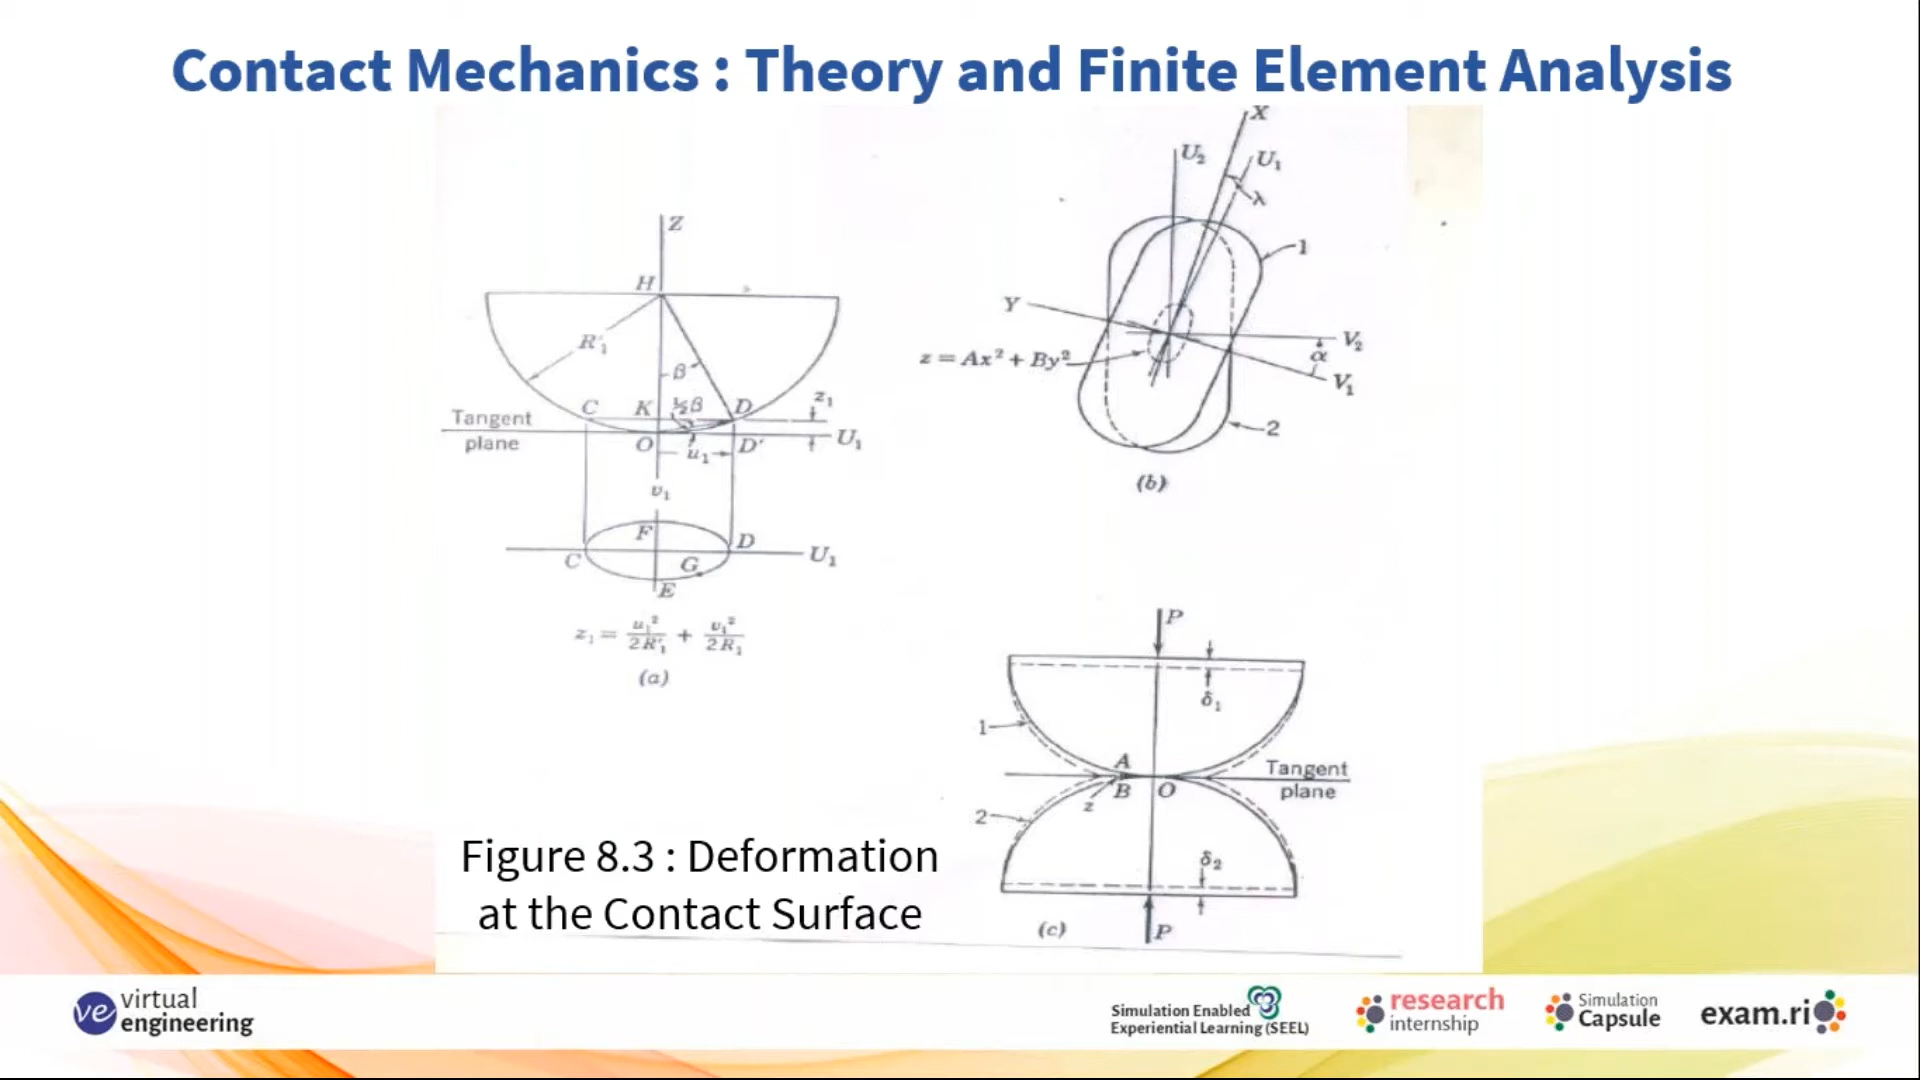 Contact Mechanics : Theory and Finite Element Analysis
Z
H
R'₁
β
C K ½β D z₁
Tangent
plane
O u₁ D' U₁
v₁
F D
C G U₁
E
z₁ = u₁²/2R'₁ + v₁²/2R₁
(a)
X
U₂ U₁
λ
1
Y
z = Ax² + By²
V₂
α
V₁
2
(b)
P
δ₁
1
A
Tangent
plane
B O
z
2
δ₂
(c) P
Figure 8.3 : Deformation
at the Contact Surface
ve virtual
engineering
Simulation Enabled
Experiential Learning (SEEL)
research
internship
Simulation
Capsule
exam.ri